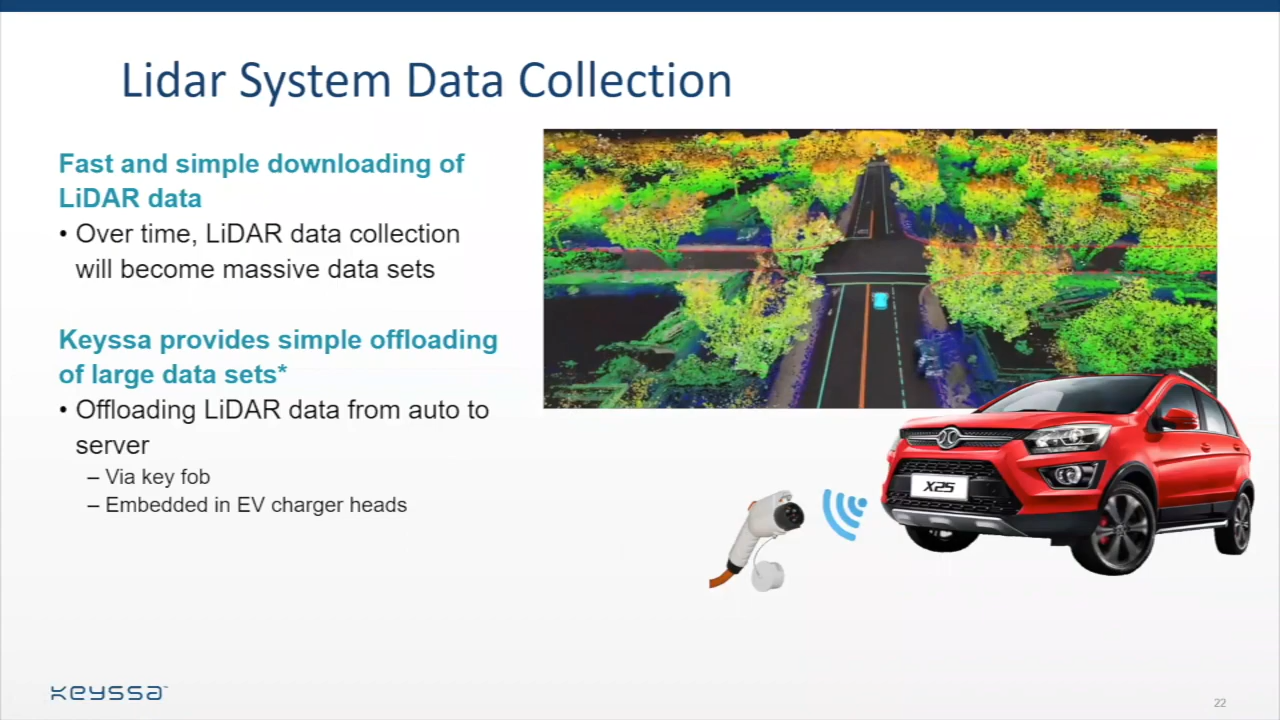 Lidar System Data Collection
Fast and simple downloading of
LiDAR data
• Over time, LiDAR data collection
will become massive data sets
Keyssa provides simple offloading
of large data sets*
• Offloading LiDAR data from auto to
server
– Via key fob
– Embedded in EV charger heads
X25
keyssa™
22